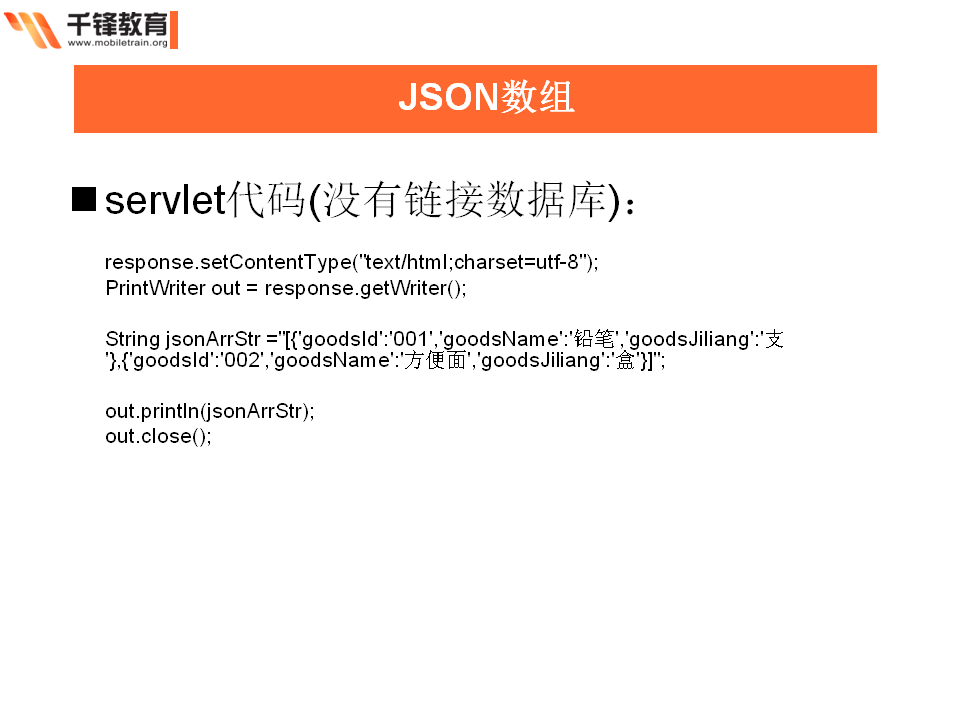 千锋教育
www.mobiletrain.org
JSON数组
servlet代码(没有链接数据库)：
response.setContentType("text/html;charset=utf-8");
PrintWriter out = response.getWriter();
String jsonArrStr ="[{'goodsId':'001','goodsName':'铅笔','goodsJiliang':'支
'},{'goodsId':'002','goodsName':'方便面','goodsJiliang':'盒'}]";
out.println(jsonArrStr);
out.close();